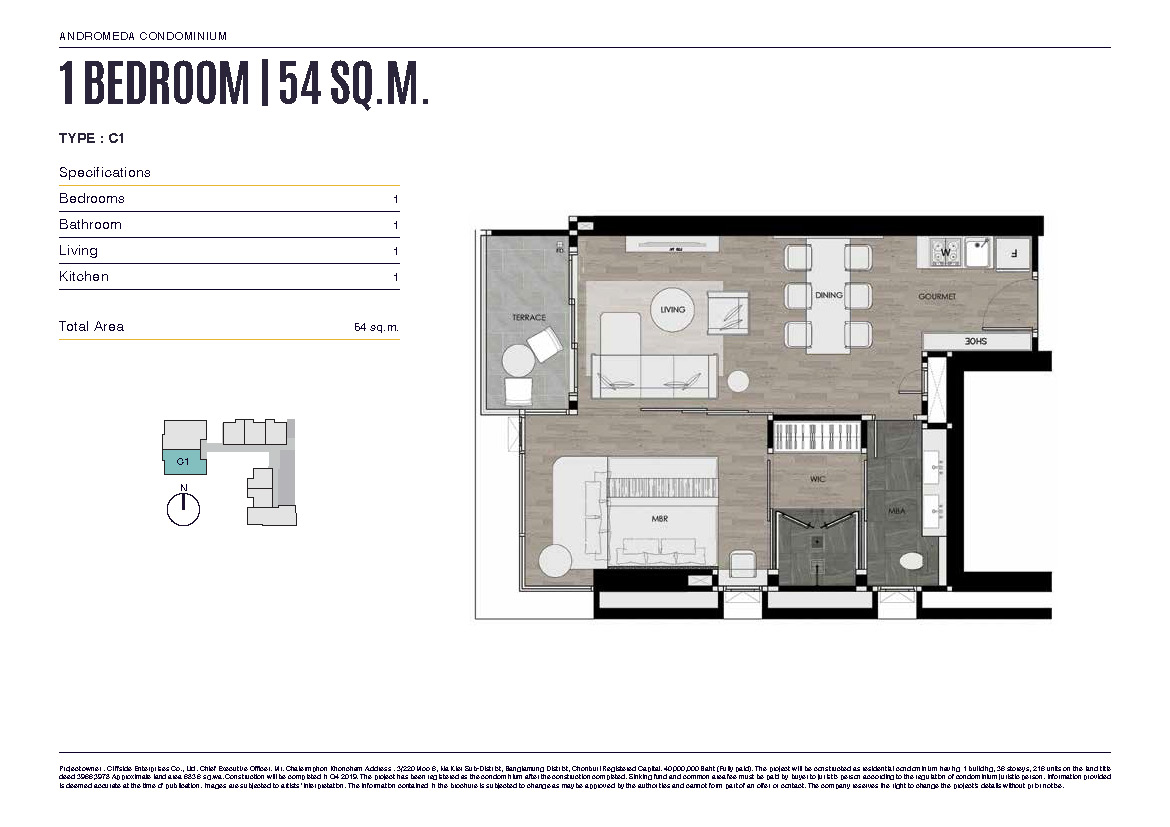 ANDROMEDA CONDOMINIUM
1 BEDROOM | 54 SQ.M.
TYPE : C1
Specifications
Bedrooms 1
Bathroom 1
Living 1
Kitchen 1
Total Area 54 sq.m.
C1
N
TERRACE
LIVING
DINING
W
F
GOURMET
SHOE
MBR
WIC
MBA
Project owner : Cliffside Enterprises Co., Ltd. Chief Executive Officer. Mr. Chalermphon Khoncham Address . 3/220 Moo 6, Sub-District, Banglamung District, Chonburi Registered Capital. 40,000,000 Baht (Fully paid). The project will be constructed as residential condominium having 1 building, 36 storeys, 216 units on the land title
deed 3966,3978 Approximate land area 6836 sq.wa. Construction will be completed in Q4 2019. The project has been registered as the condominium after the construction completed. Sinking fund and common area fee must be paid by buyer to juristic person according to the regulation of condominium juristic person. Information provided
is deemed accurate at the time of publication. Images are subjected to artists' interpretation. The information contained in the brochure is subjected to change as may be approved by the authorities and cannot form part of an offer or contact. The company reserves the right to change the project's details without prior notice.